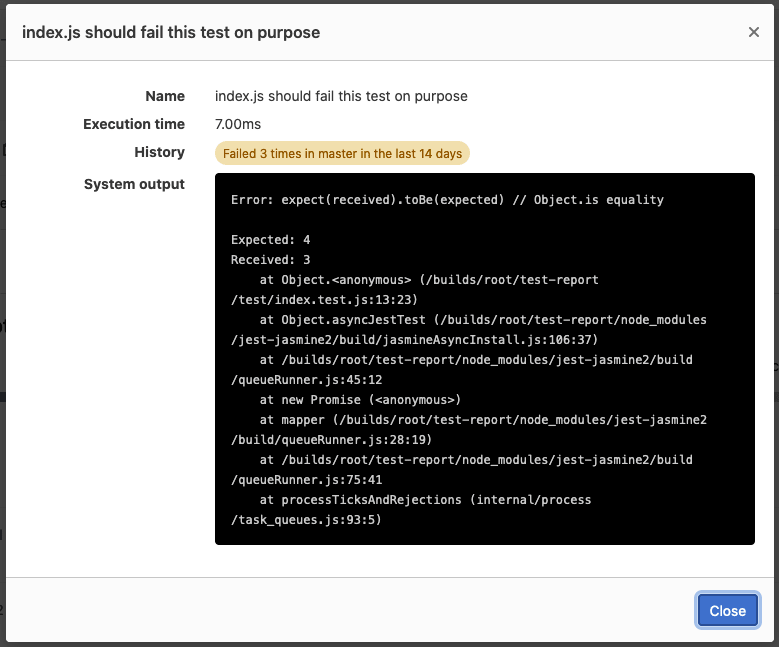 index.js should fail this test on purpose
×
Name
index.js should fail this test on purpose
Execution time
7.00ms
History
Failed 3 times in master in the last 14 days
System output
Error: expect(received).toBe(expected) // Object.is equality
Expected: 4
Received: 3
at Object.<anonymous> (/builds/root/test-report
/test/index.test.js:13:23)
at Object.asyncJestTest (/builds/root/test-report/node_modules
/jest-jasmine2/build/jasmineAsyncInstall.js:106:37)
at /builds/root/test-report/node_modules/jest-jasmine2/build
/queueRunner.js:45:12
at new Promise (<anonymous>)
at mapper (/builds/root/test-report/node_modules/jest-jasmine2
/build/queueRunner.js:28:19)
at /builds/root/test-report/node_modules/jest-jasmine2/build
/queueRunner.js:75:41
at processTicksAndRejections (internal/process
/task_queues.js:93:5)
Close